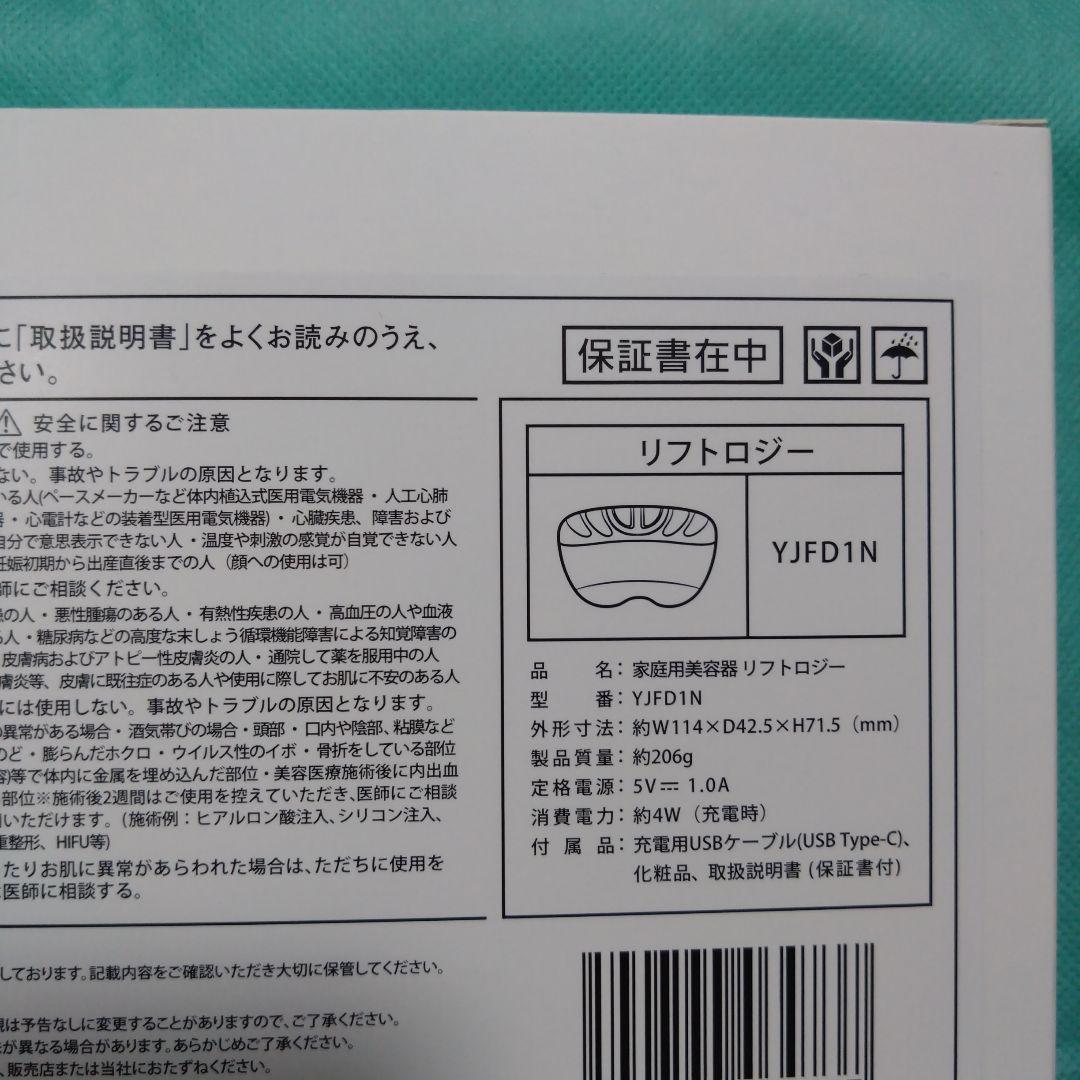 に「取扱説明書」をよくお読みのうえ、
さい。
保証書在中
安全に関するご注意
で使用する。
ない。事故やトラブルの原因となります。
いる人(ペースメーカーなど体内植込式医用電気機器・人工心肺
器・心電計などの装着型医用電気機器)・心臓疾患、障害および
自分で意思表示できない人・温度や刺激の感覚が自覚できない人
妊娠初期から出産直後までの人（顔への使用は可）
師にご相談ください。
患の人・悪性腫瘍のある人・有熱性疾患の人・高血圧の人や血液
る人・糖尿病などの高度な末しょう循環機能障害による知覚障害の
皮膚病およびアトピー性皮膚炎の人・通院して薬を服用中の人
膚炎等、皮膚に既往症のある人や使用に際してお肌に不安のある人
には使用しない。事故やトラブルの原因となります。
の異常がある場合・酒気帯びの場合・頭部・口内や陰部、粘膜など
のど・膨らんだホクロ・ウイルス性のイボ・骨折をしている部位
容)等で体内に金属を埋め込んだ部位・美容医療施術後に内出血
部位※施術後2週間はご使用を控えていただき、医師にご相談
いただけます。(施術例：ヒアルロン酸注入、シリコン注入、
重整形、HIFU等)
たりお肌に異常があらわれた場合は、ただちに使用を
医師に相談する。
リフトロジー
YJFD1N
品名：家庭用美容器 リフトロジー
型番：YJFD1N
外形寸法：約W114×D42.5×H71.5（mm）
製品質量：約206g
定格電源：5V⎓1.0A
消費電力：約4W（充電時）
付属品：充電用USBケーブル(USB Type-C)、
化粧品、取扱説明書（保証書付）
しております。記載内容をご確認いただき大切に保管してください。
は予告なしに変更することがありますので、ご了承ください。
が異なる場合があります。あらかじめご了承ください。
、販売店または当社におたずねください。